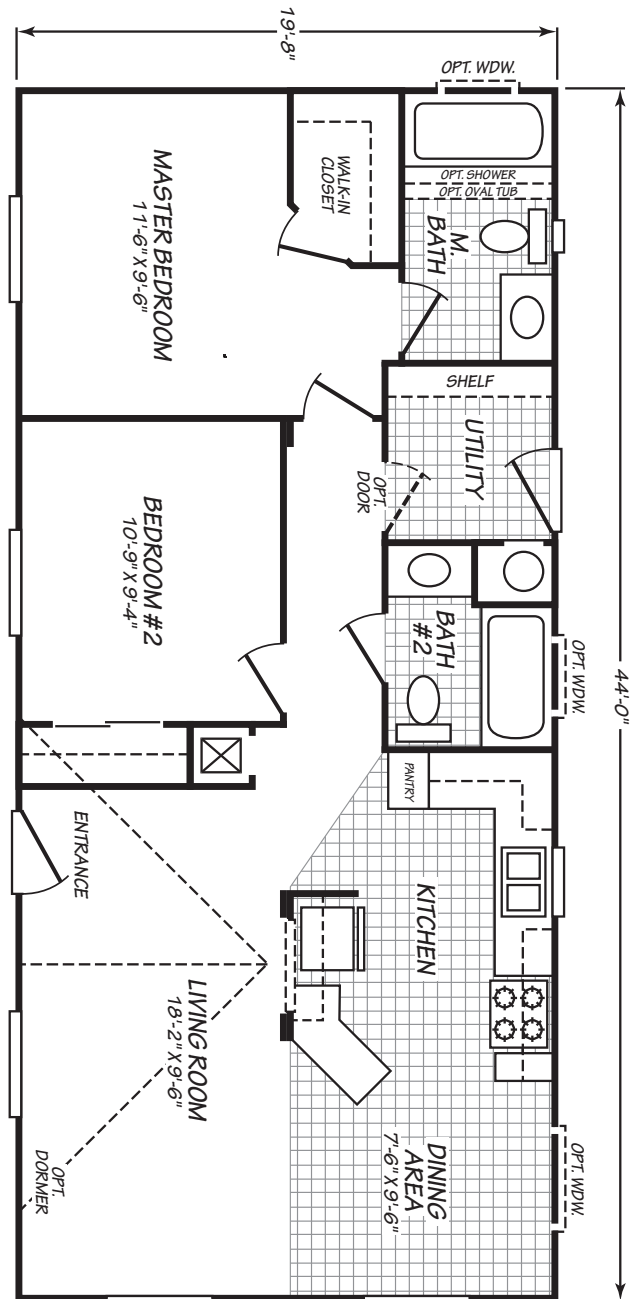 19'-8"
OPT. WDW.
OPT. SHOWER
OPT. OVAL TUB
M.
BATH
WALK-IN
CLOSET
MASTER BEDROOM
11'-6" X 9'-6"
SHELF
UTILITY
OPT.
DOOR
BEDROOM #2
10'-9" X 9'-4"
BATH
#2
OPT. WDW.
44'-0"
PANTRY
KITCHEN
ENTRANCE
LIVING ROOM
18'-2" X 9'-6"
OPT.
DORMER
DINING
AREA
7'-6" X 9'-6"
OPT. WDW.